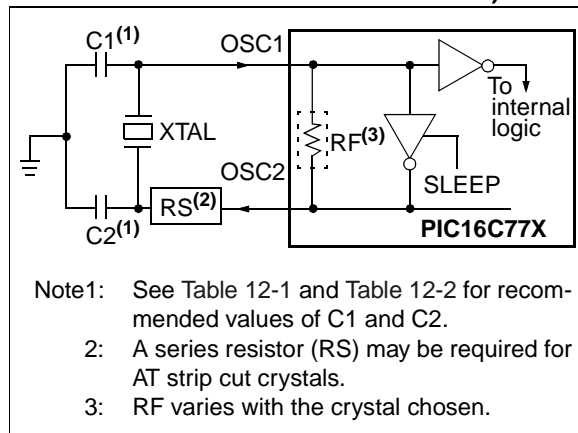 C1(1)
OSC1
To
internal
logic
XTAL
RF(3)
OSC2
SLEEP
RS(2)
C2(1)
PIC16C77X
Note1: See Table 12-1 and Table 12-2 for recom-
mended values of C1 and C2.
2: A series resistor (RS) may be required for
AT strip cut crystals.
3: RF varies with the crystal chosen.